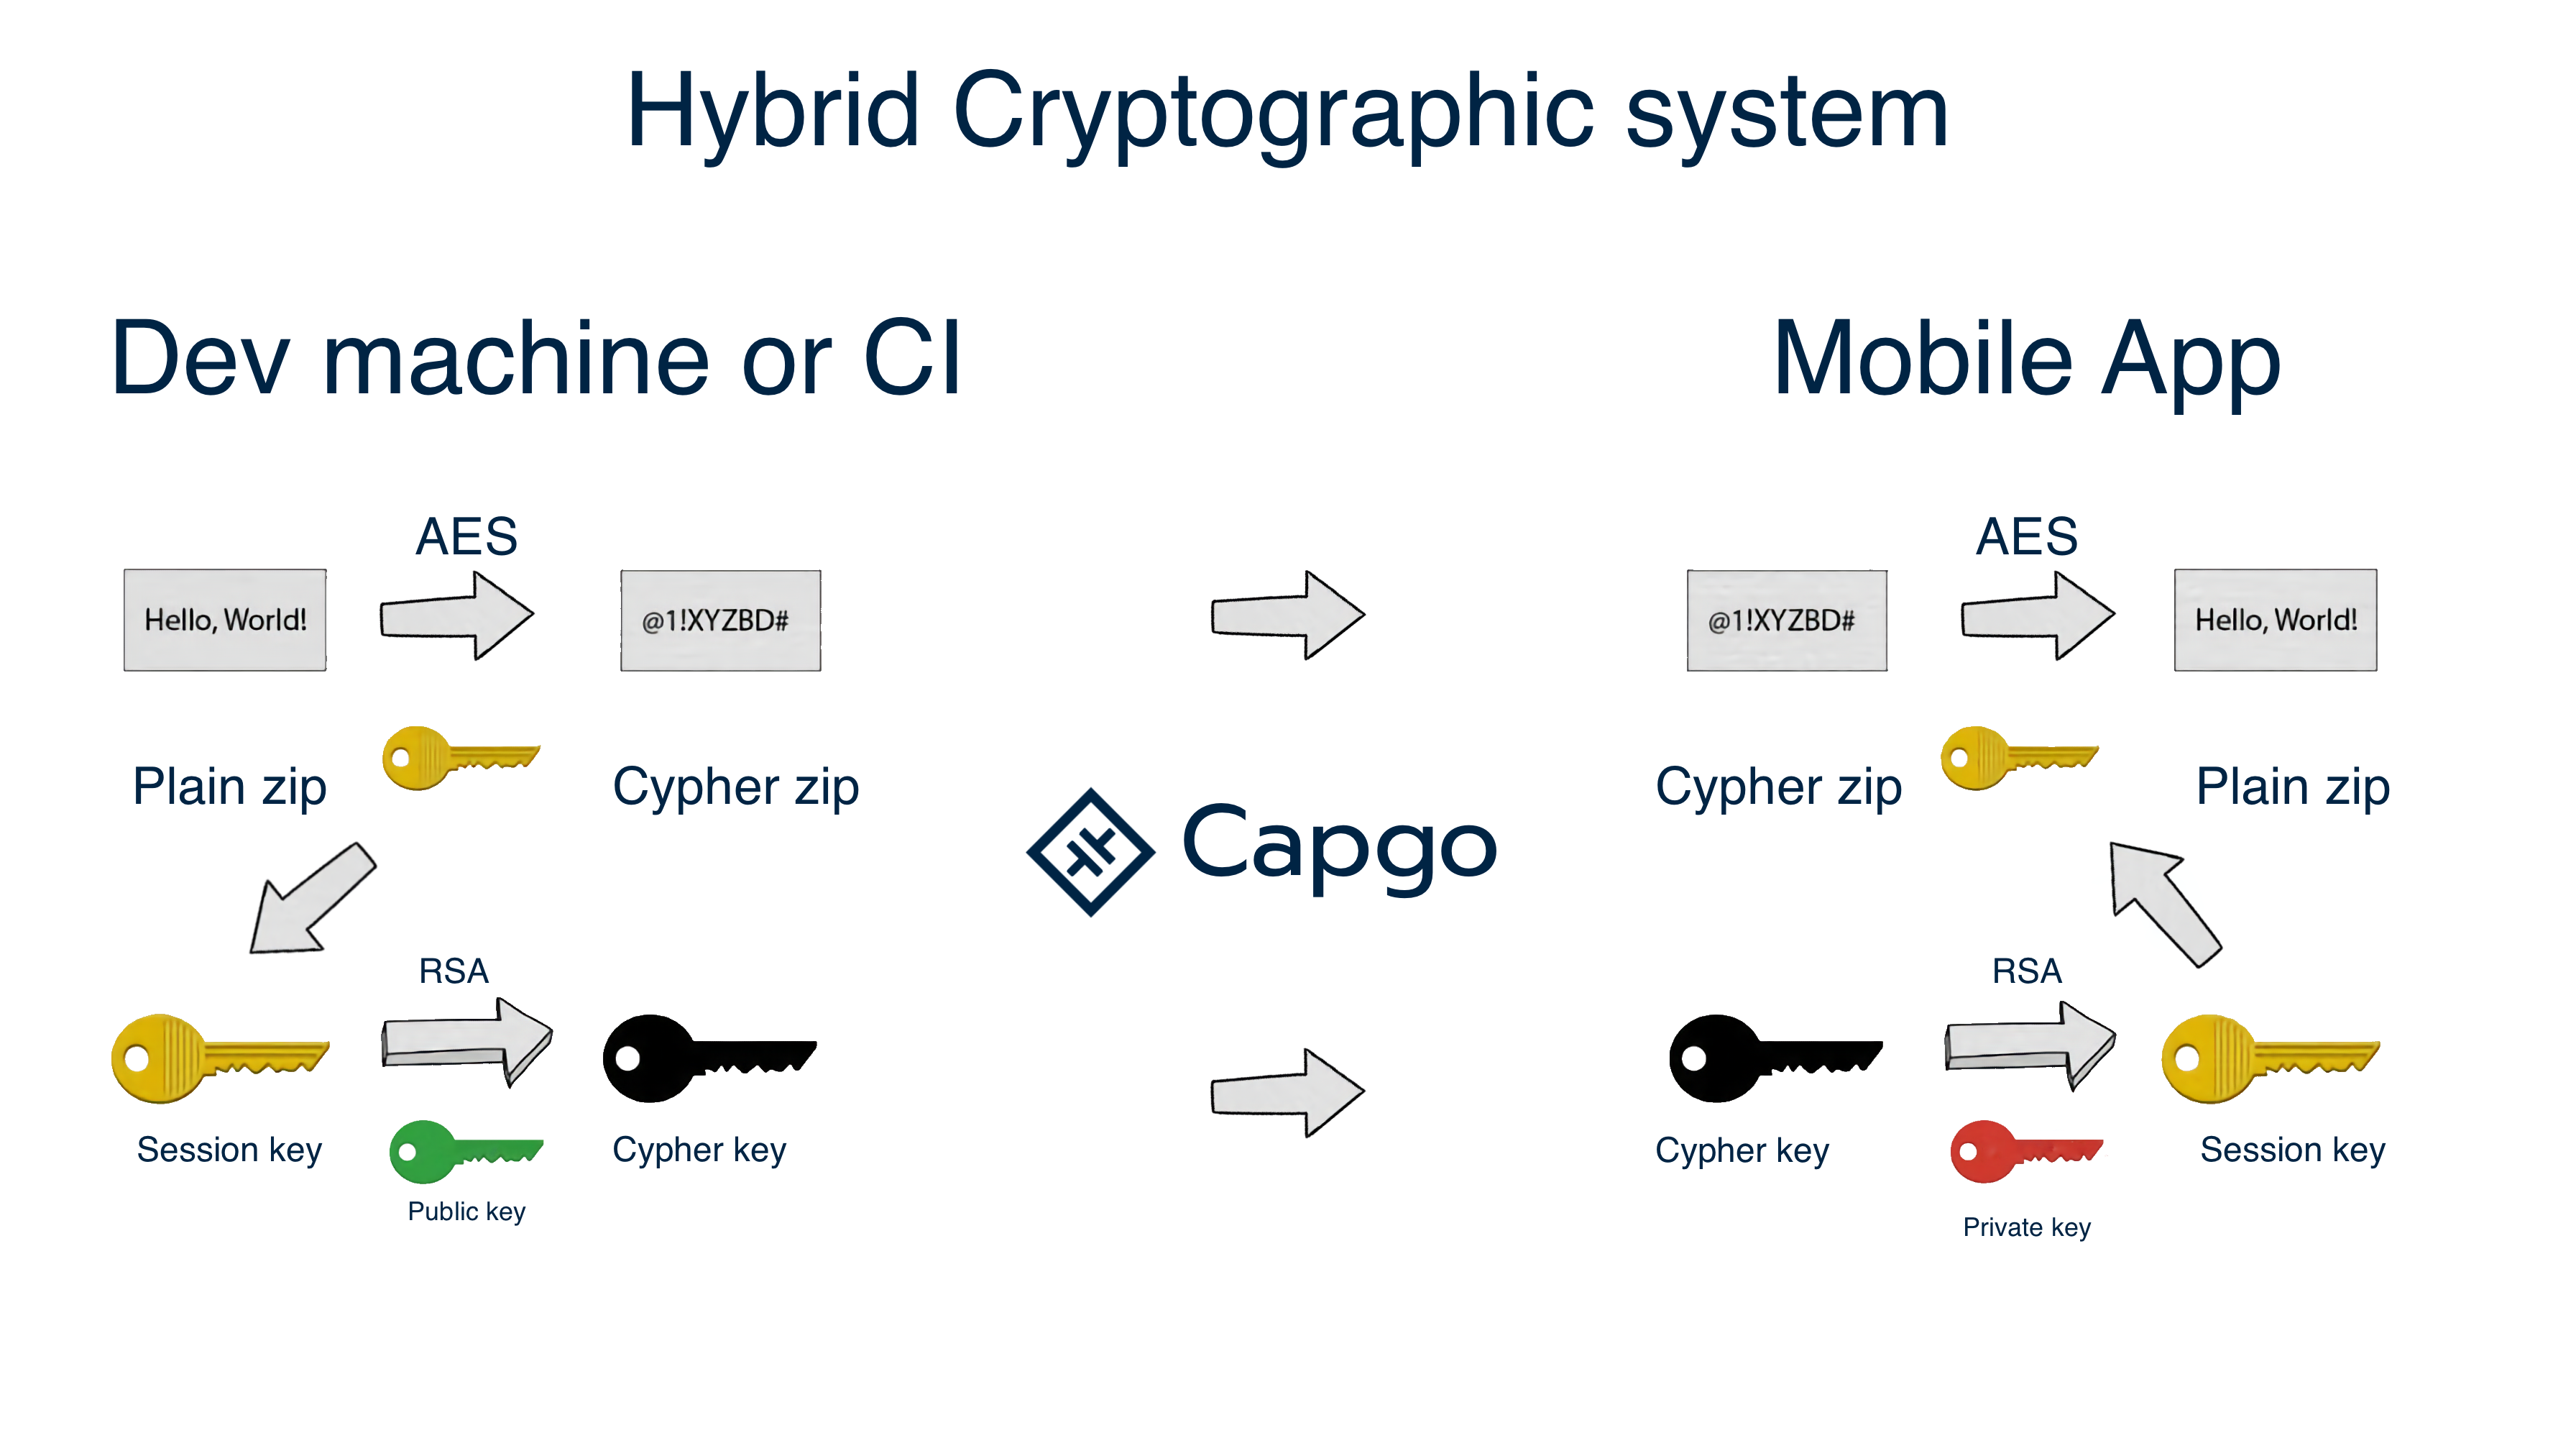 Hybrid Cryptographic system
Dev machine or CI
Mobile App
AES
Hello, World!
@1!XYZBD#
Plain zip
Cypher zip
RSA
Session key
Cypher key
Public key
Capgo
AES
@1!XYZBD#
Hello, World!
Cypher zip
Plain zip
RSA
Cypher key
Session key
Private key